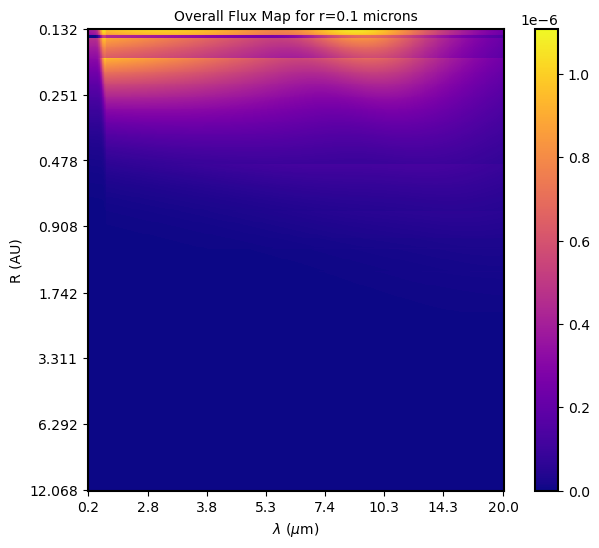 Overall Flux Map for r=0.1 microns
1e−6
0.132
0.251
0.478
0.908
1.742
3.311
6.292
12.068
R (AU)
0.2 2.8 3.8 5.3 7.4 10.3 14.3 20.0
λ (μm)
1.0
0.8
0.6
0.4
0.2
0.0